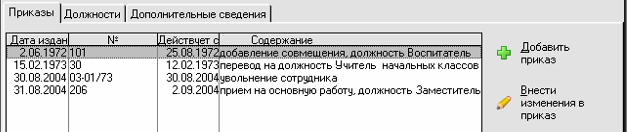 Приказы Должности Дополнительные сведения
Дата издан № Действует с Содержание
2.06.1972 101 25.08.1972 добавление совмещения, должность Воспитатель
15.02.1973 30 12.02.1973 перевод на должность Учитель начальных классов
30.08.2004 03-01/73 30.08.2004 увольнение сотрудника
31.08.2004 206 2.09.2004 прием на основную работу, должность Заместитель
Добавить
приказ
Внести
изменения в
приказ